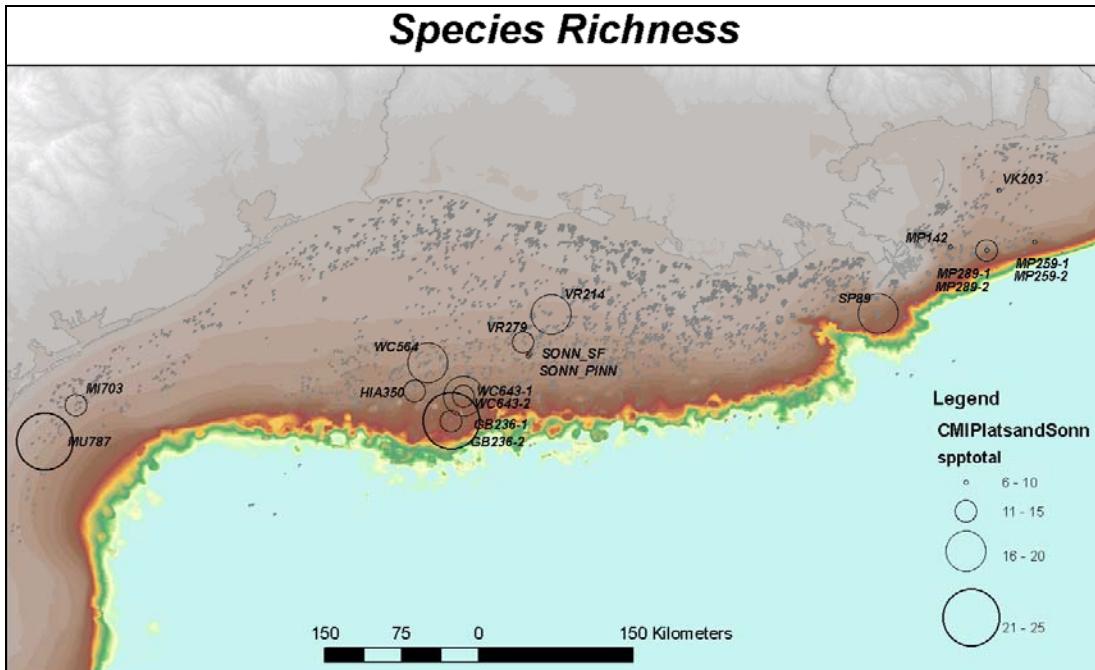 Species Richness
VK203
MP142
MP289-1
MP289-2
MP259-1
MP259-2
SP89
VR214
VR279
SONN_SF
SONN_PINN
WC564
HIA350
WC643-1
WC643-2
GB236-1
GB236-2
MI703
MU787
Legend
CMIPlatsandSonn
spptotal
6 - 10
11 - 15
16 - 20
21 - 25
150 75 0 150 Kilometers